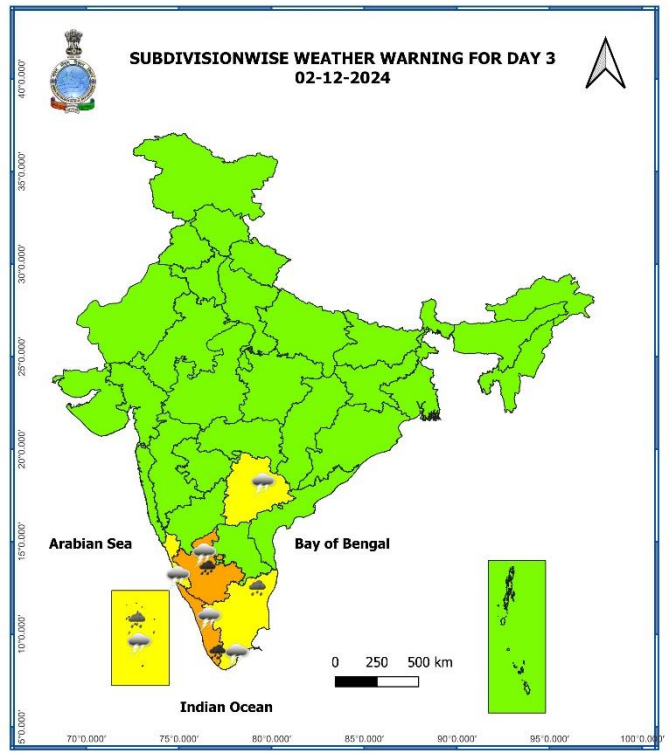 SUBDIVISIONWISE WEATHER WARNING FOR DAY 3
02-12-2024
40°0.000'
35°0.000'
30°0.000'
25°0.000'
20°0.000'
15°0.000'
10°0.000'
5°0.000'
Arabian Sea
Bay of Bengal
0 250 500 km
Indian Ocean
70°0.000' 75°0.000' 80°0.000' 85°0.000' 90°0.000' 95°0.000' 100°0.000'